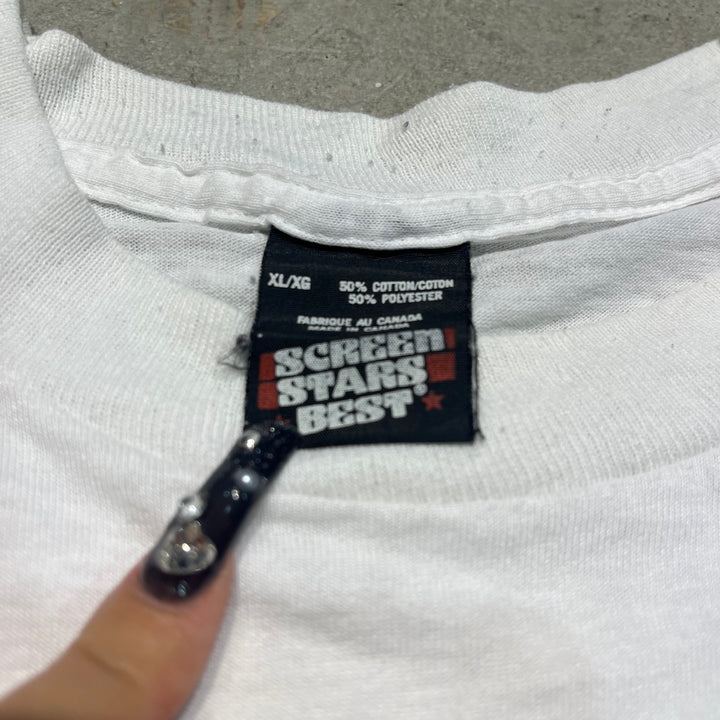 XL/XG
50% COTTON/COTON
50% POLYESTER
FABRIQUE AU CANADA
MADE IN CANADA
SCREEN
STARS
BEST®